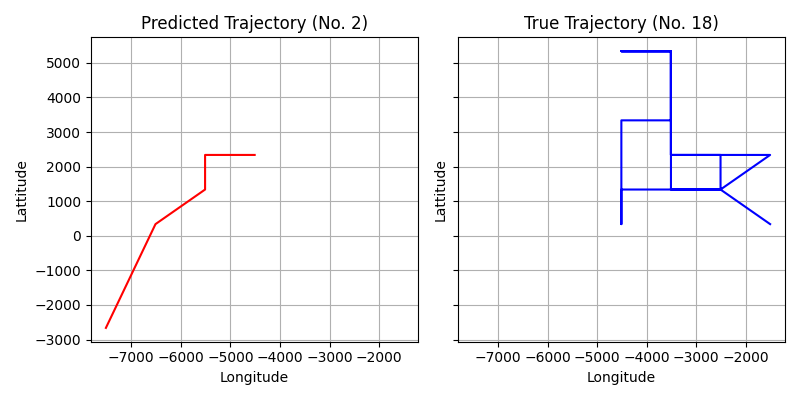 Predicted Trajectory (No. 2)
True Trajectory (No. 18)
Lattitude
5000
4000
3000
2000
1000
0
−1000
−2000
−3000
−7000 −6000 −5000 −4000 −3000 −2000
Longitude
Lattitude
−7000 −6000 −5000 −4000 −3000 −2000
Longitude